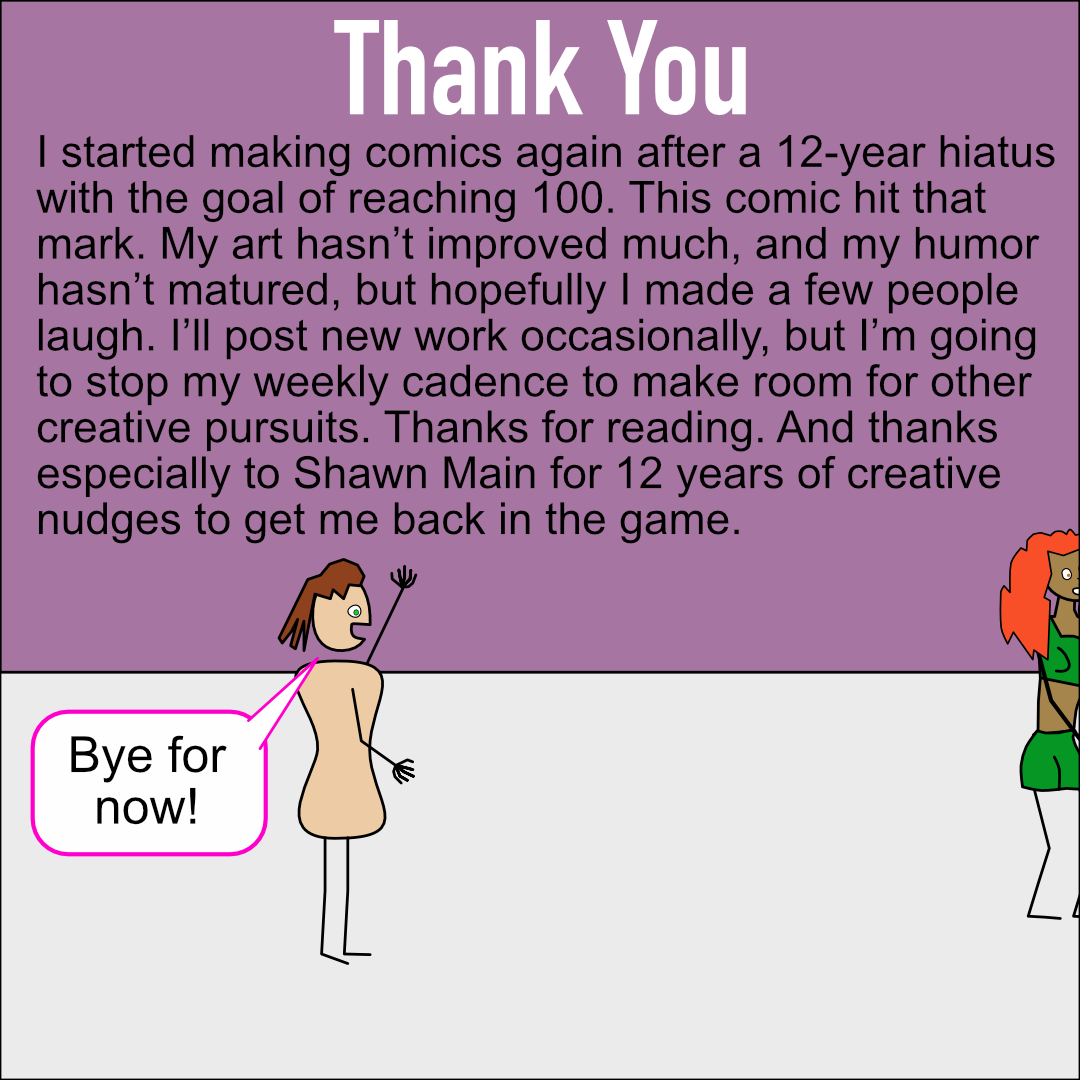 Thank You
I started making comics again after a 12-year hiatus
with the goal of reaching 100. This comic hit that
mark. My art hasn’t improved much, and my humor
hasn’t matured, but hopefully I made a few people
laugh. I’ll post new work occasionally, but I’m going
to stop my weekly cadence to make room for other
creative pursuits. Thanks for reading. And thanks
especially to Shawn Main for 12 years of creative
nudges to get me back in the game.
Bye for
now!